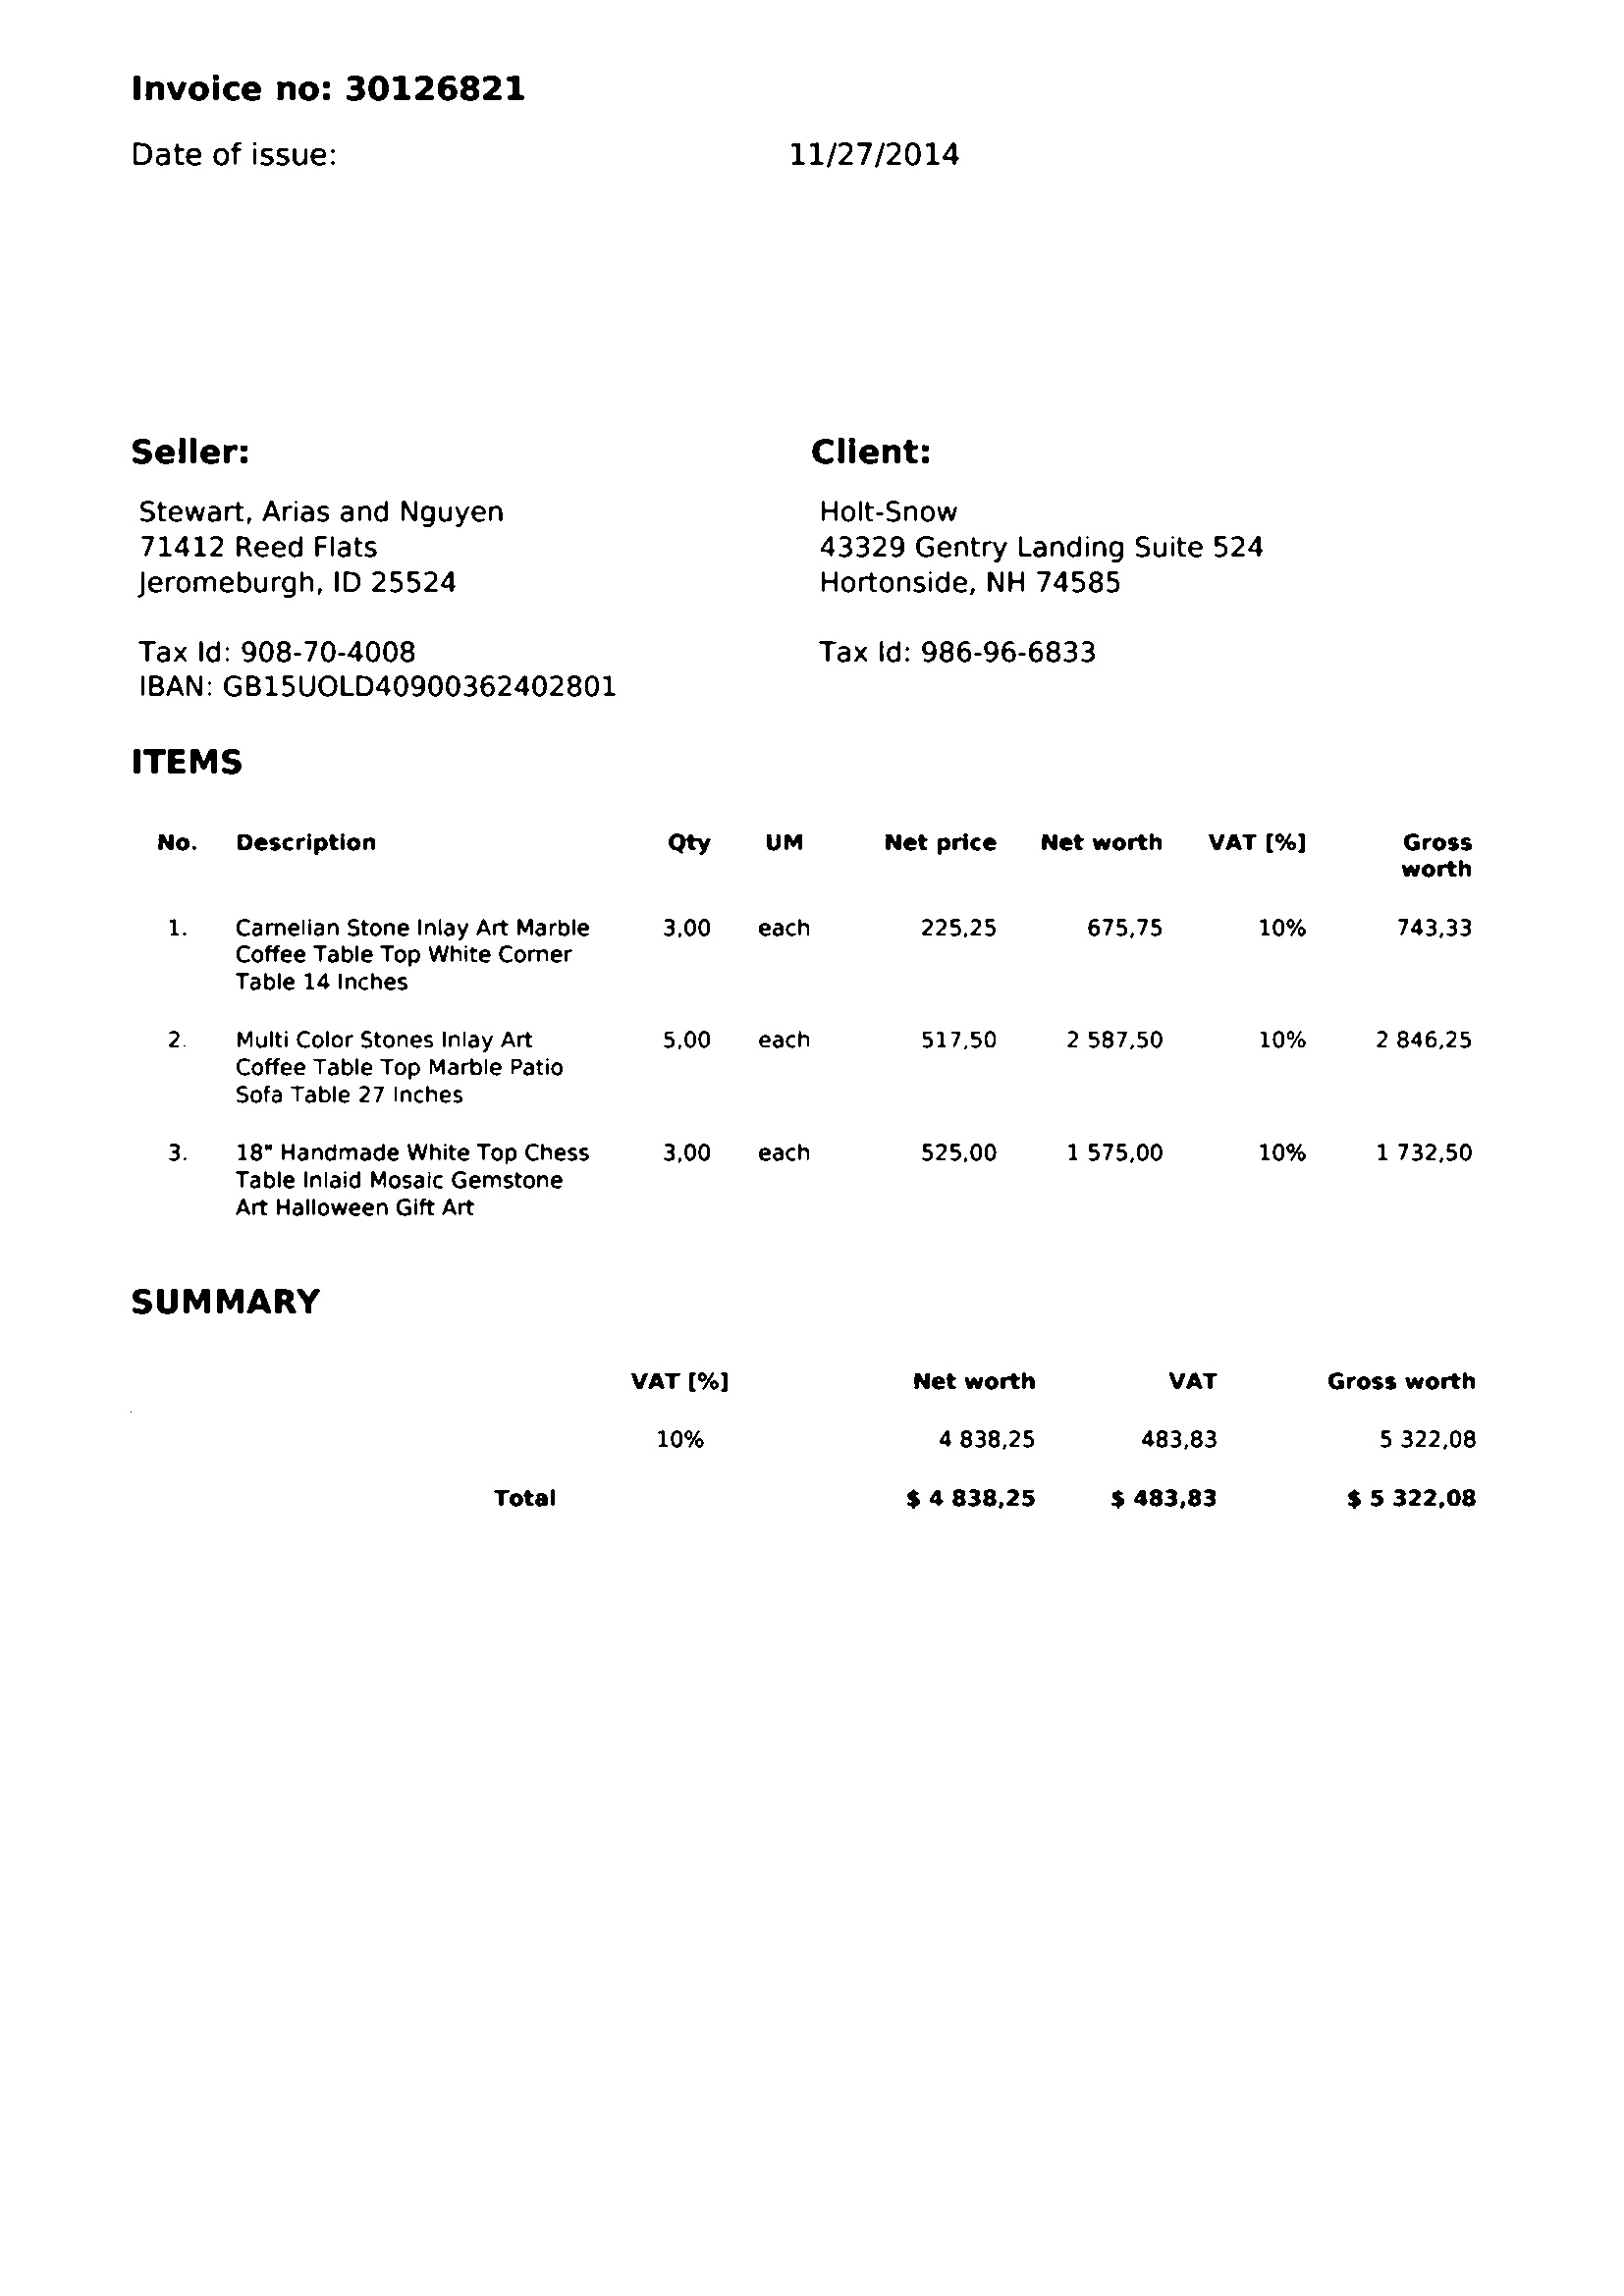 Invoice no: 30126821
Date of issue: 11/27/2014
Seller:
Stewart, Arias and Nguyen
71412 Reed Flats
Jeromeburgh, ID 25524
Tax Id: 908-70-4008
IBAN: GB15UOLD40900362402801
Client:
Holt-Snow
43329 Gentry Landing Suite 524
Hortonside, NH 74585
Tax Id: 986-96-6833
ITEMS
No. Description Qty UM Net price Net worth VAT [%] Gross
worth
1. Carnelian Stone Inlay Art Marble 3,00 each 225,25 675,75 10% 743,33
Coffee Table Top White Corner
Table 14 Inches
2. Multi Color Stones Inlay Art 5,00 each 517,50 2 587,50 10% 2 846,25
Coffee Table Top Marble Patio
Sofa Table 27 Inches
3. 18" Handmade White Top Chess 3,00 each 525,00 1 575,00 10% 1 732,50
Table Inlaid Mosaic Gemstone
Art Halloween Gift Art
SUMMARY
VAT [%] Net worth VAT Gross worth
10% 4 838,25 483,83 5 322,08
Total $ 4 838,25 $ 483,83 $ 5 322,08